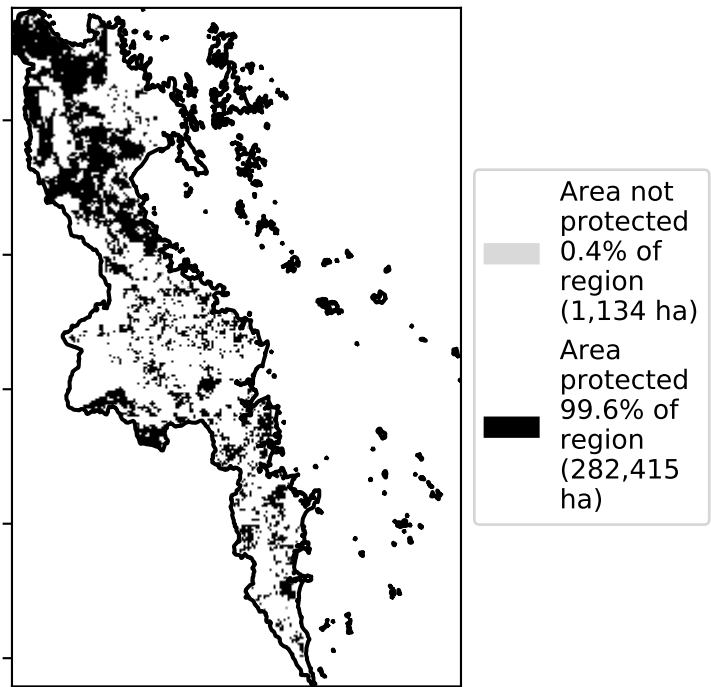 Area not
protected
0.4% of
region
(1,134 ha)
Area
protected
99.6% of
region
(282,415
ha)